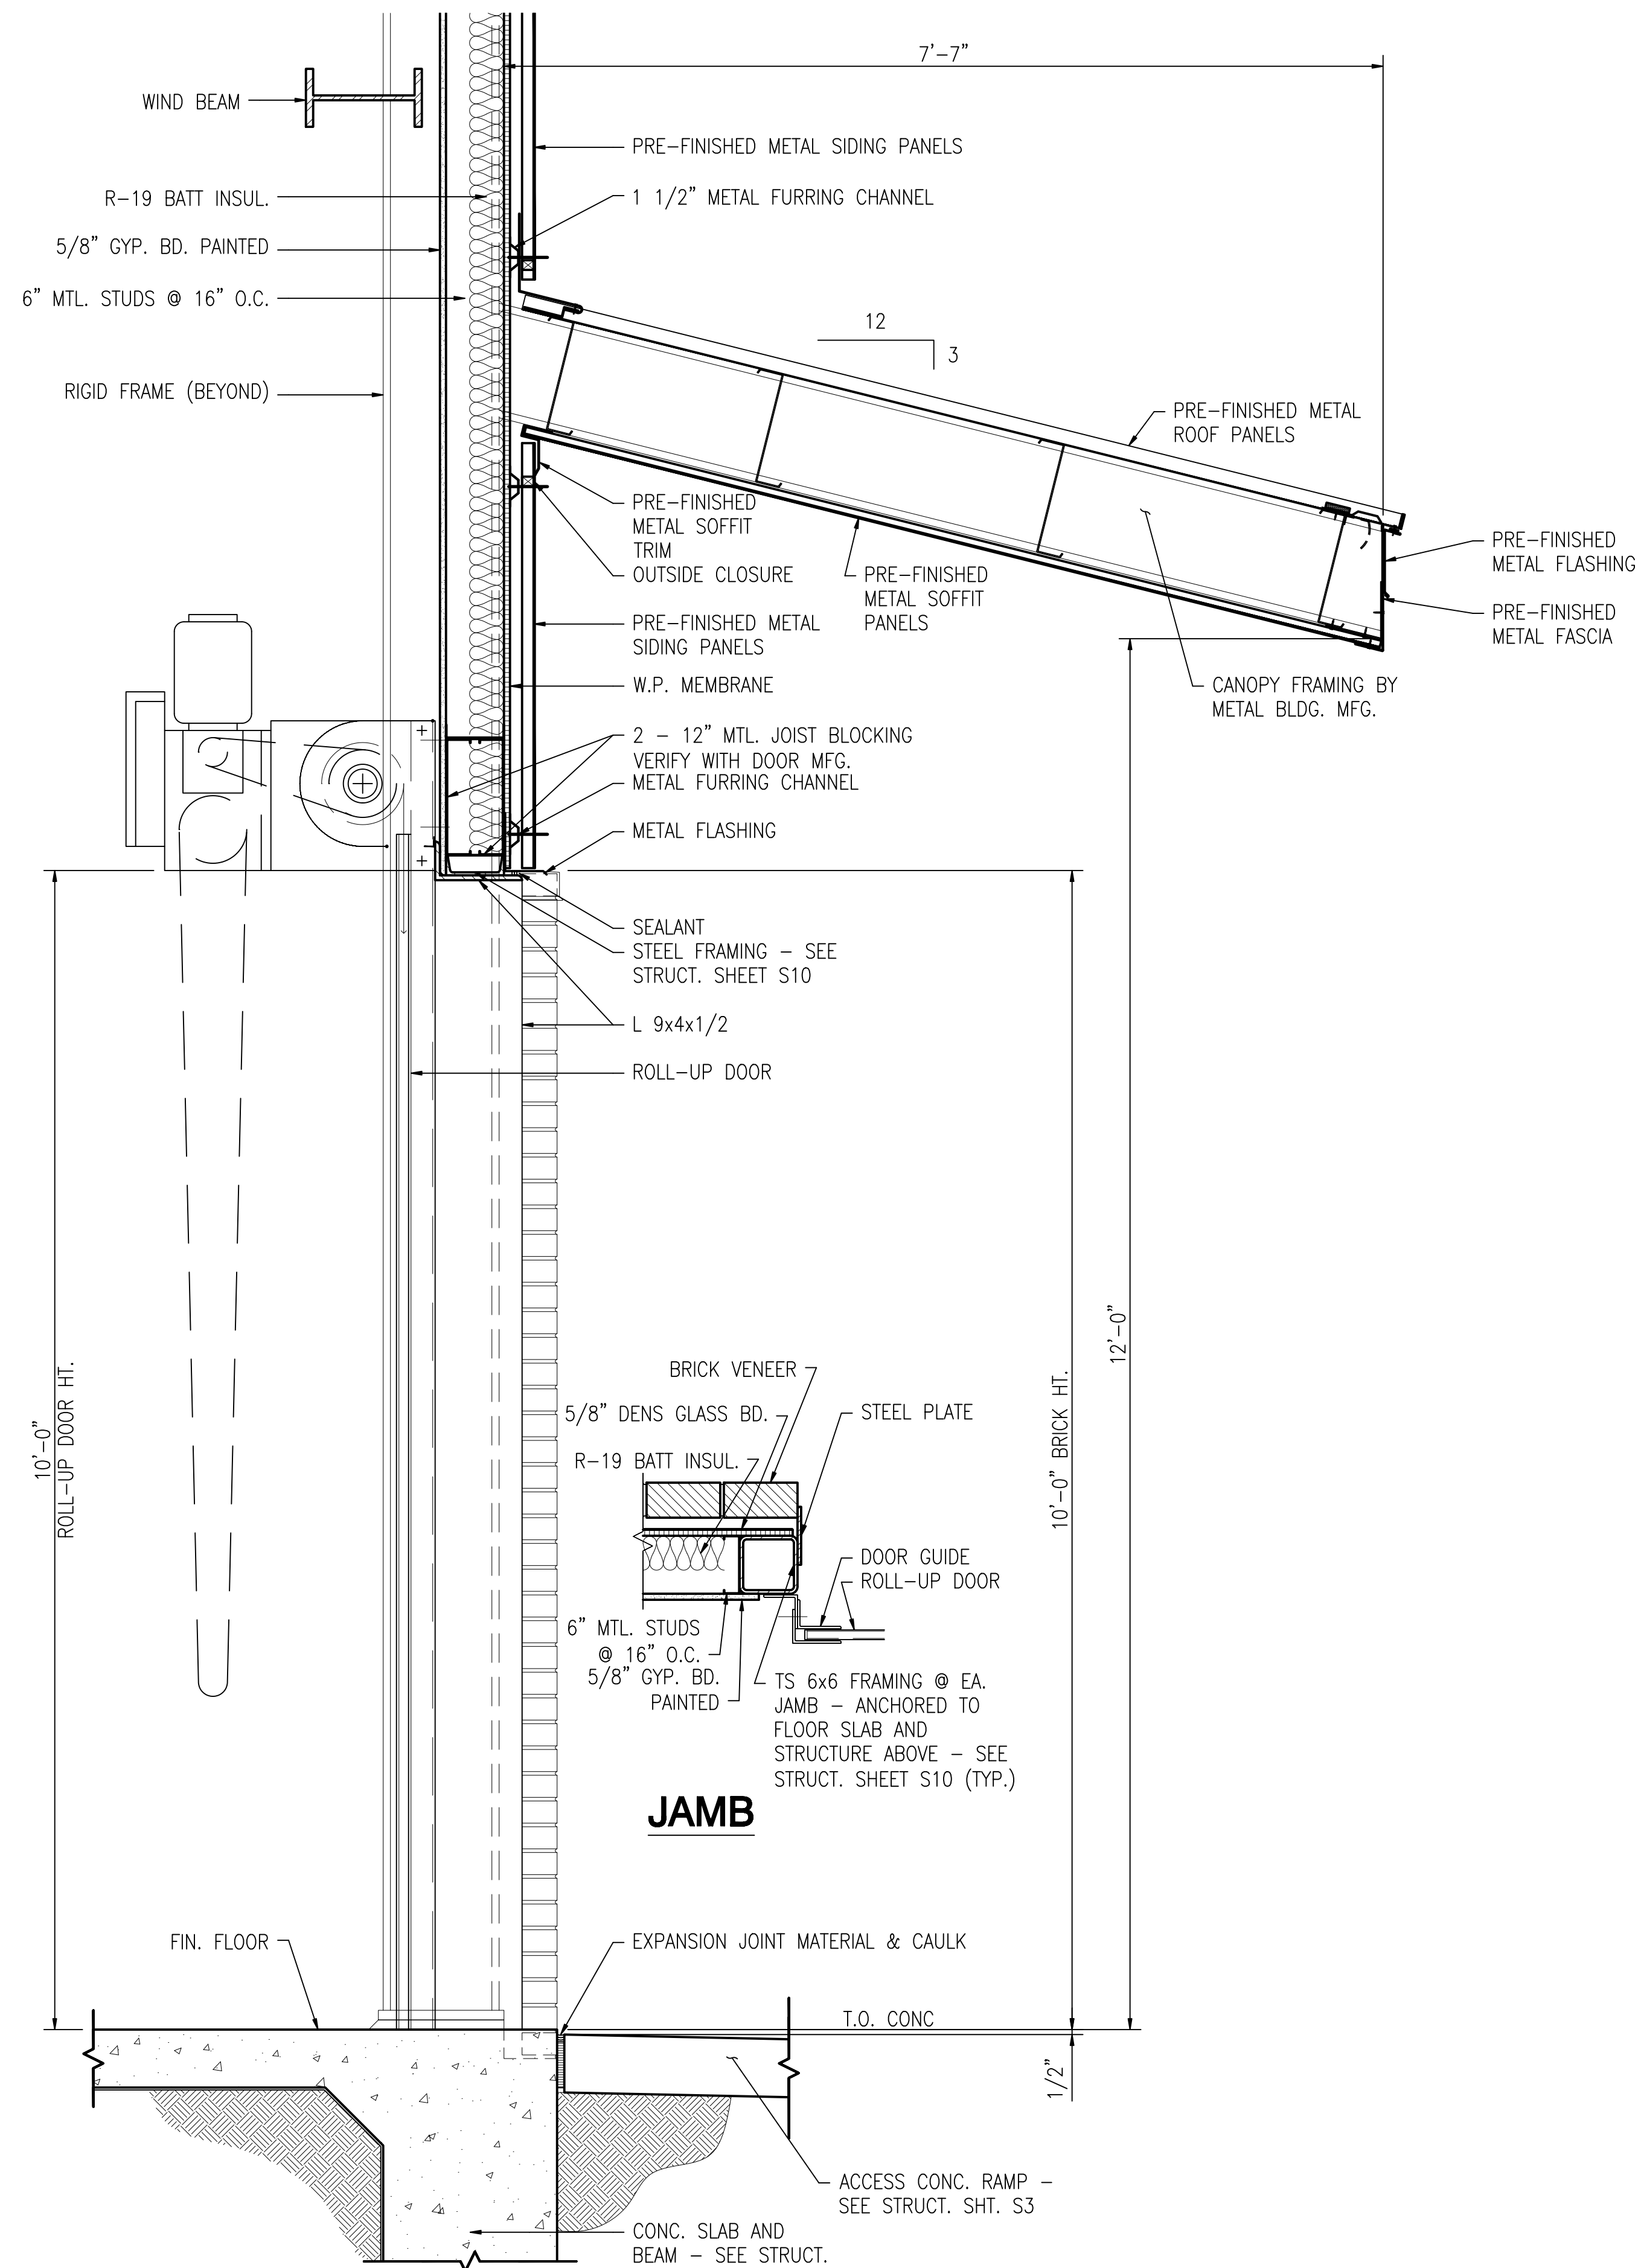 7'-7"
WIND BEAM
PRE-FINISHED METAL SIDING PANELS
R-19 BATT INSUL.
1 1/2" METAL FURRING CHANNEL
5/8" GYP. BD. PAINTED
6" MTL. STUDS @ 16" O.C.
12
3
RIGID FRAME (BEYOND)
PRE-FINISHED METAL
ROOF PANELS
PRE-FINISHED
METAL SOFFIT
TRIM
OUTSIDE CLOSURE
PRE-FINISHED
METAL SOFFIT
PANELS
PRE-FINISHED
METAL FLASHING
PRE-FINISHED
METAL FASCIA
PRE-FINISHED METAL
SIDING PANELS
W.P. MEMBRANE
CANOPY FRAMING BY
METAL BLDG. MFG.
2 - 12" MTL. JOIST BLOCKING
VERIFY WITH DOOR MFG.
METAL FURRING CHANNEL
METAL FLASHING
SEALANT
STEEL FRAMING - SEE
STRUCT. SHEET S10
L 9x4x1/2
ROLL-UP DOOR
10'-0"
ROLL-UP DOOR HT.
10'-0" BRICK HT.
12'-0"
BRICK VENEER
5/8" DENS GLASS BD.
STEEL PLATE
R-19 BATT INSUL.
DOOR GUIDE
ROLL-UP DOOR
6" MTL. STUDS
@ 16" O.C.
5/8" GYP. BD.
PAINTED
TS 6x6 FRAMING @ EA.
JAMB - ANCHORED TO
FLOOR SLAB AND
STRUCTURE ABOVE - SEE
STRUCT. SHEET S10 (TYP.)
JAMB
FIN. FLOOR
EXPANSION JOINT MATERIAL & CAULK
T.O. CONC
1/2"
ACCESS CONC. RAMP -
SEE STRUCT. SHT. S3
CONC. SLAB AND
BEAM - SEE STRUCT.